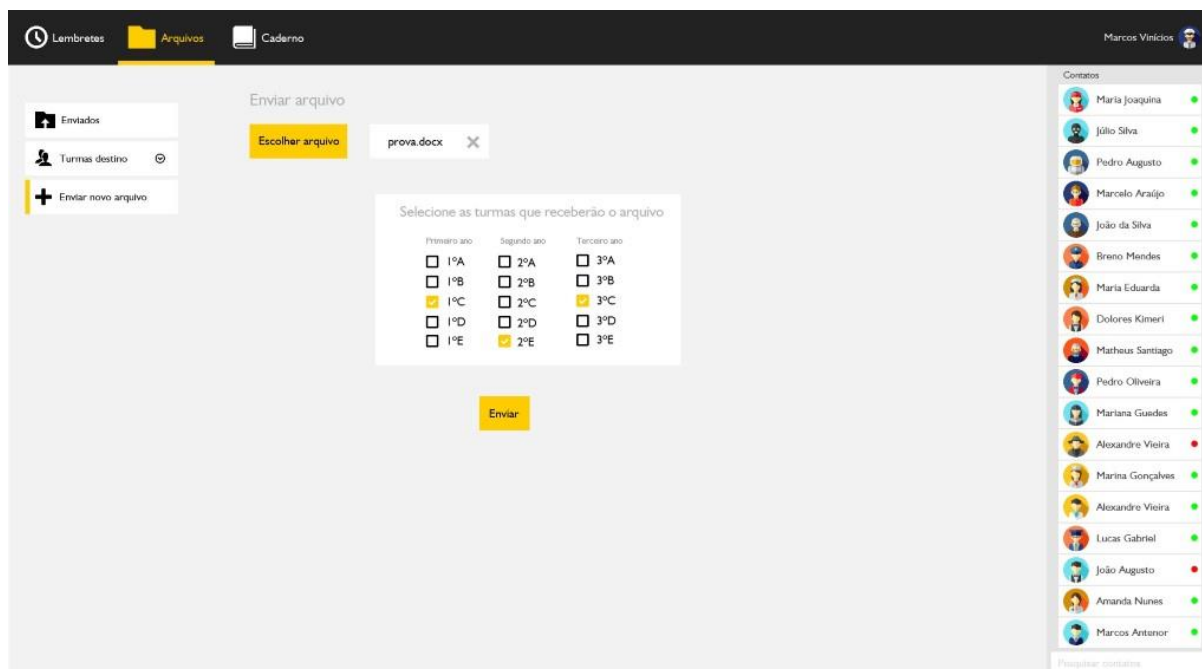 Lembretes Arquivos Caderno Marcos Vinícios
Enviados
Turmas destino
Enviar novo arquivo
Enviar arquivo
Escolher arquivo prova.docx
Selecione as turmas que receberão o arquivo
Primeiro ano Segundo ano Terceiro ano
1ºA 2ºA 3ºA
1ºB 2ºB 3ºB
1ºC 2ºC 3ºC
1ºD 2ºD 3ºD
1ºE 2ºE 3ºE
Enviar
Contatos
Maria Joaquina
Júlio Silva
Pedro Augusto
Marcelo Araújo
João da Silva
Breno Mendes
Maria Eduarda
Dolores Kimeri
Matheus Santiago
Pedro Oliveira
Mariana Guedes
Alexandre Vieira
Marina Gonçalves
Alexandre Vieira
Lucas Gabriel
João Augusto
Amanda Nunes
Marcos Antenor
Pesquisar contatos